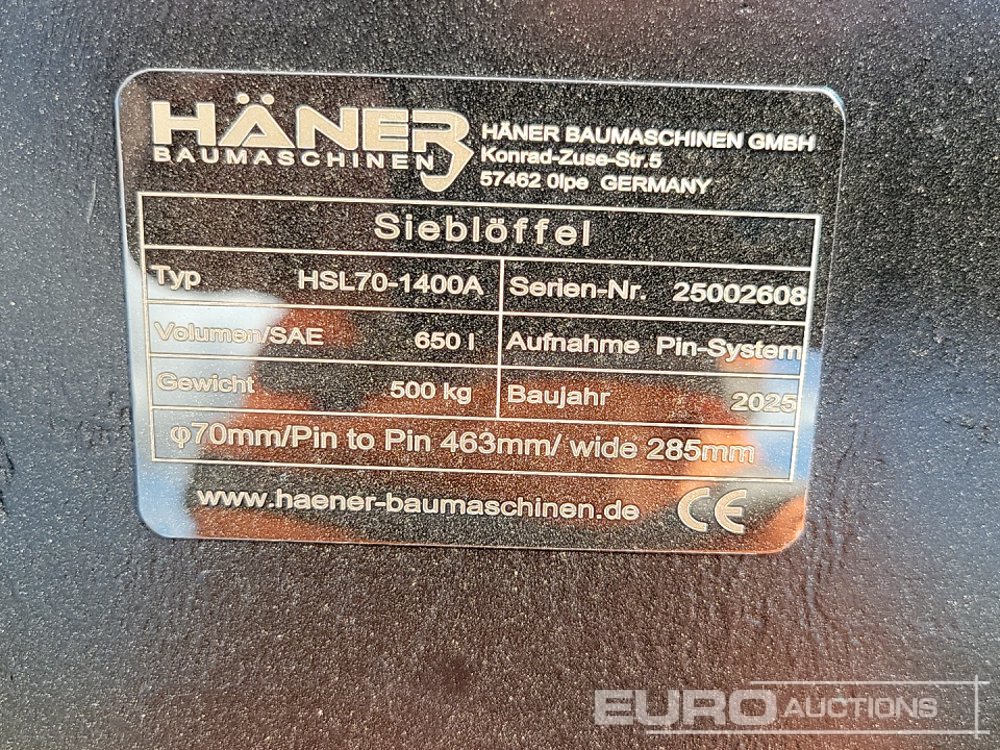 HÄNER
BAUMASCHINEN
HÄNER BAUMASCHINEN GMBH
Konrad-Zuse-Str.5
57462 Olpe GERMANY
Sieblöffel
Typ HSL70-1400A
Serien-Nr. 25002608
Volumen/SAE 650 l
Aufnahme Pin-System
Gewicht 500 kg
Baujahr 2025
φ70mm/Pin to Pin 463mm/ wide 285mm
www.haener-baumaschinen.de CE
EURO AUCTIONS